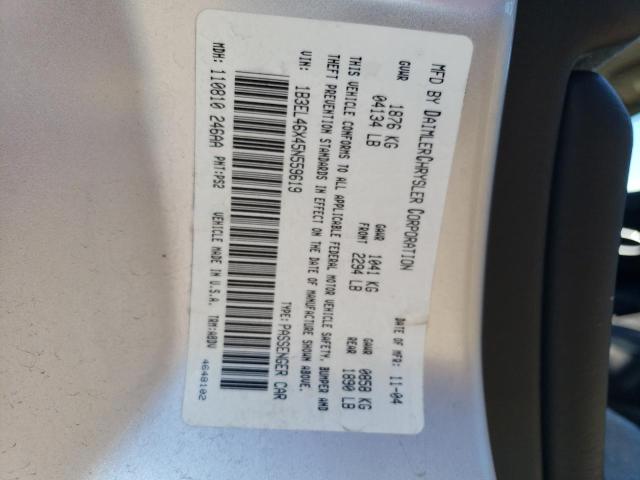 MFD BY DAIMLERCHRYSLER CORPORATION
DATE OF MFR: 11-04
GVWR 1876 KG 04134 LB
GAWR FRONT 1041 KG 2294 LB
GAWR REAR 0858 KG 1890 LB
THIS VEHICLE CONFORMS TO ALL APPLICABLE FEDERAL MOTOR VEHICLE SAFETY, BUMPER AND
THEFT PREVENTION STANDARDS IN EFFECT ON THE DATE OF MANUFACTURE SHOWN ABOVE.
VIN: 1B3EL46X45N559619
TYPE: PASSENGER CAR
MDH: 110810 2466AA PNT:PS2
VEHICLE MADE IN U.S.A. TRM:A8DV
4648102